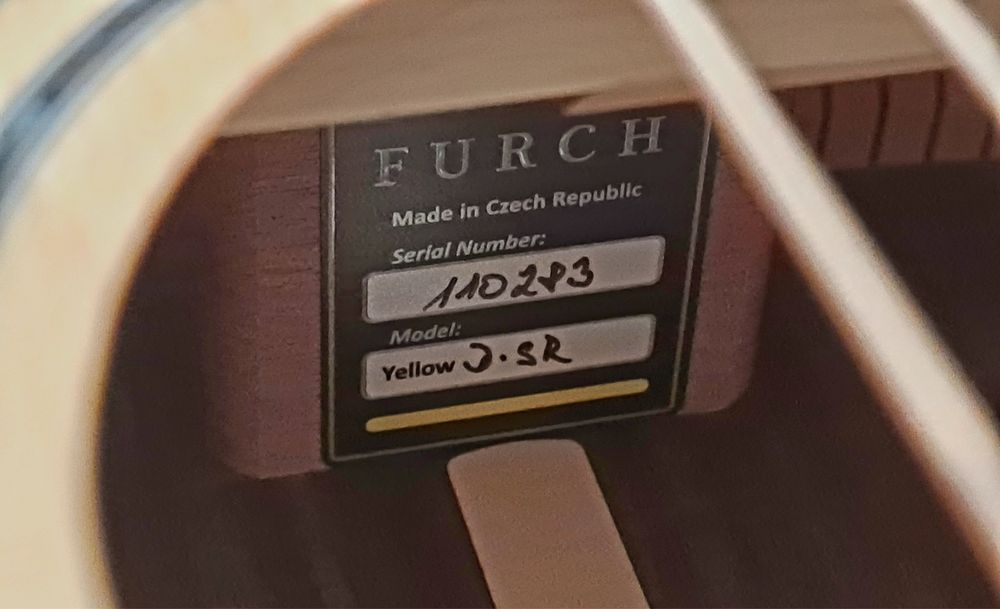 FURCH
Made in Czech Republic
Serial Number:
110283
Model:
Yellow J-SR